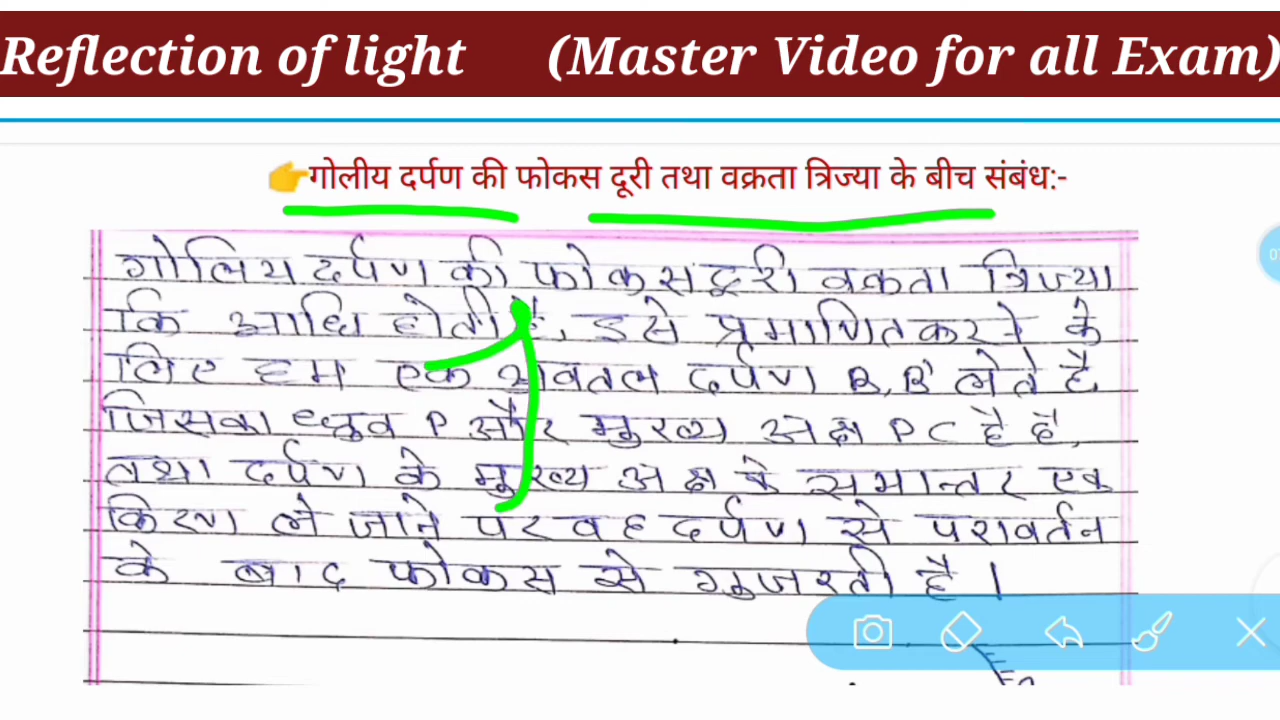 Reflection of light (Master Video for all Exam)
👉गोलीय दर्पण की फोकस दूरी तथा वक्रता त्रिज्या के बीच संबंध:-
गोलिय दर्पण की फोकस दूरी वक्रता त्रिज्या
कि आधि होती है, इसे प्रमाणित करने के
लिए हम एक अवतल दर्पण B,B' लेते है
जिसका ध्रुव P और मुख्य अक्ष PC है है,
तथा दर्पण के मुख्य अक्ष के समान्तर एक
किरण ले जाने पर वह दर्पण से परावर्तन
के बाद फोकस से गुजरती है ।